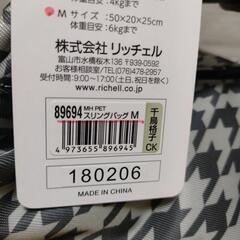 体重目安：4kgまで
M サイズ：50×20×25cm
体重目安：6kgまで
株式会社 リッチェル
富山市水橋桜木136 〒939-0592
お客様相談室 TEL(076)478-2957
受付時間 9:00〜17:00(土日・祝日を除く)
www.richell.co.jp
89694 MH PET
スリングバッグ M
千鳥格子
CK
4 973655 896945
180206
MADE IN CHINA